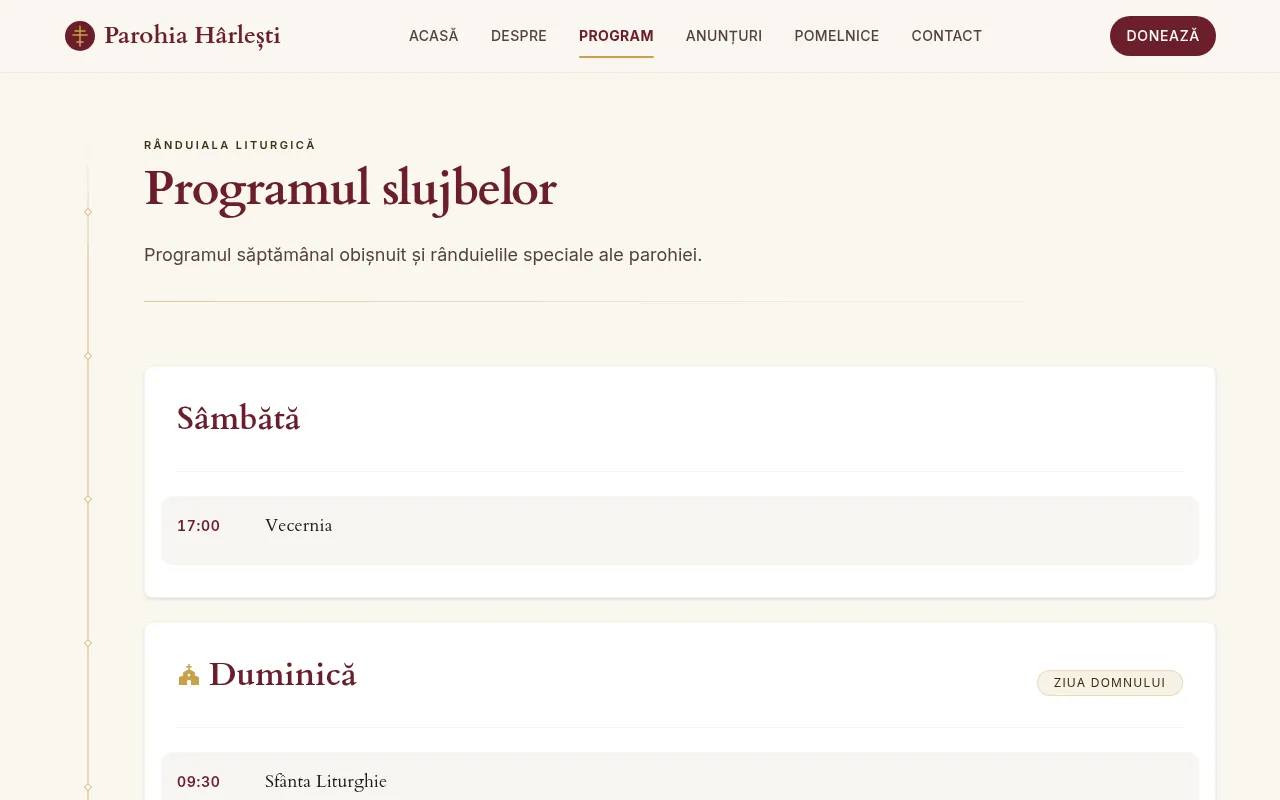 Parohia Hârlești
ACASĂ DESPRE PROGRAM ANUNȚURI POMELNICE CONTACT
DONEAZĂ
RÂNDUIALA LITURGICĂ
Programul slujbelor
Programul săptămânal obișnuit și rânduielile speciale ale parohiei.
Sâmbătă
17:00 Vecernia
Duminică
ZIUA DOMNULUI
09:30 Sfânta Liturghie